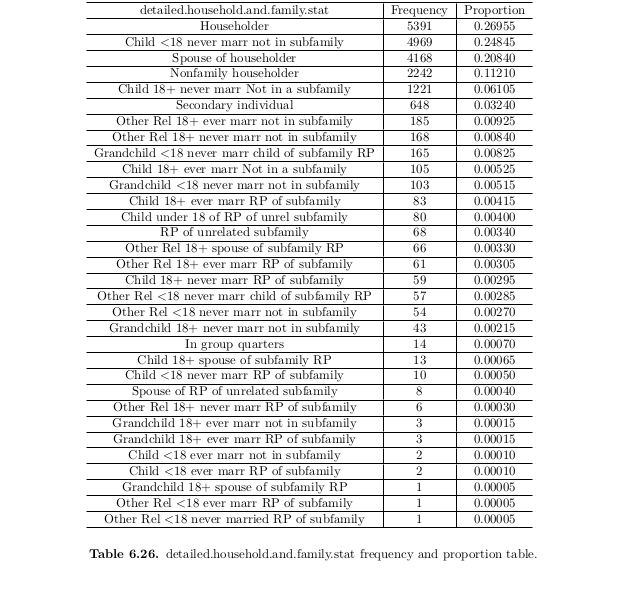 detailed.household.and.family.stat Frequency Proportion
Householder 5391 0.26955
Child <18 never marr not in subfamily 4969 0.24845
Spouse of householder 4168 0.20840
Nonfamily householder 2242 0.11210
Child 18+ never marr Not in a subfamily 1221 0.06105
Secondary individual 648 0.03240
Other Rel 18+ ever marr not in subfamily 185 0.00925
Other Rel 18+ never marr not in subfamily 168 0.00840
Grandchild <18 never marr child of subfamily RP 165 0.00825
Child 18+ ever marr Not in a subfamily 105 0.00525
Grandchild <18 never marr not in subfamily 103 0.00515
Child 18+ ever marr RP of subfamily 83 0.00415
Child under 18 of RP of unrel subfamily 80 0.00400
RP of unrelated subfamily 68 0.00340
Other Rel 18+ spouse of subfamily RP 66 0.00330
Other Rel 18+ ever marr RP of subfamily 61 0.00305
Child 18+ never marr RP of subfamily 59 0.00295
Other Rel <18 never marr child of subfamily RP 57 0.00285
Other Rel <18 never marr not in subfamily 54 0.00270
Grandchild 18+ never marr not in subfamily 43 0.00215
In group quarters 14 0.00070
Child 18+ spouse of subfamily RP 13 0.00065
Child <18 never marr RP of subfamily 10 0.00050
Spouse of RP of unrelated subfamily 8 0.00040
Other Rel 18+ never marr RP of subfamily 6 0.00030
Grandchild 18+ ever marr not in subfamily 3 0.00015
Grandchild 18+ ever marr RP of subfamily 3 0.00015
Child <18 ever marr not in subfamily 2 0.00010
Child <18 ever marr RP of subfamily 2 0.00010
Grandchild 18+ spouse of subfamily RP 1 0.00005
Other Rel <18 ever marr RP of subfamily 1 0.00005
Other Rel <18 never married RP of subfamily 1 0.00005
Table 6.26. detailed.household.and.family.stat frequency and proportion table.